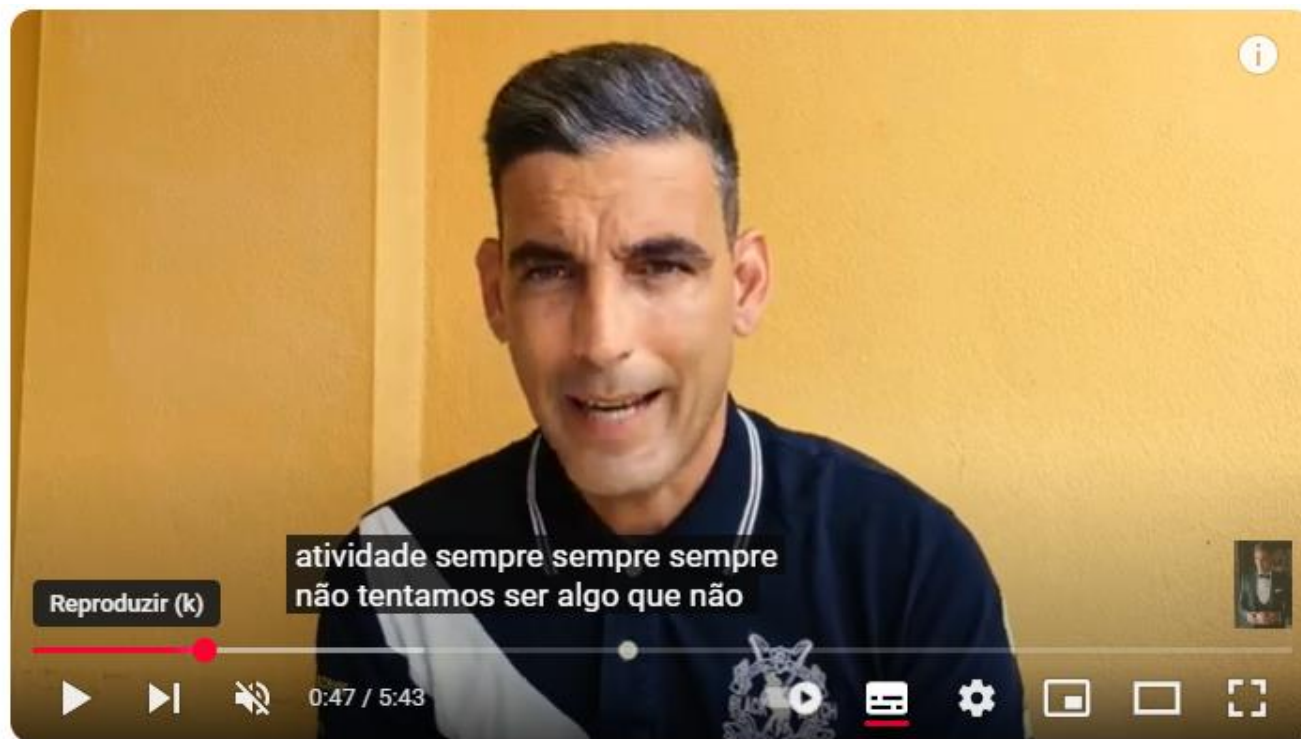 atividade sempre sempre sempre
não tentamos ser algo que não
Reproduzir (k)
0:47 / 5:43